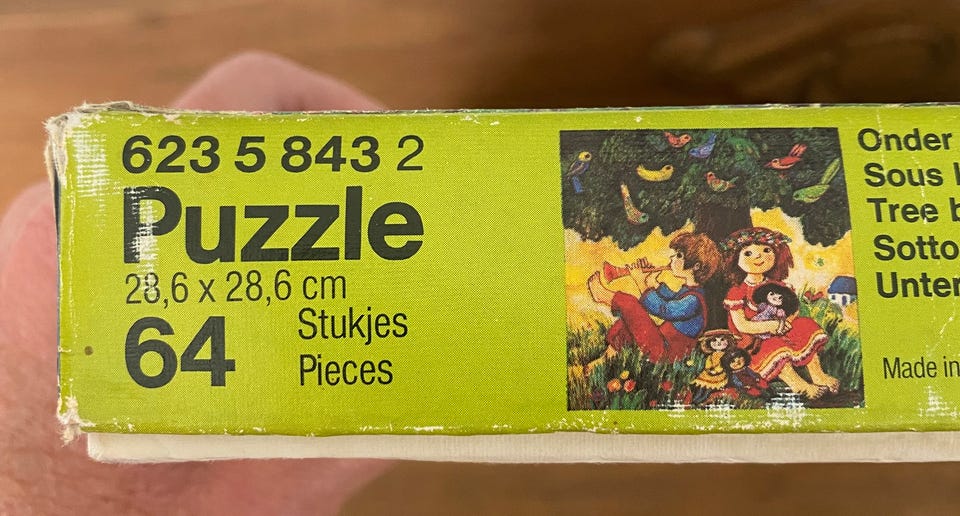 623 5 843 2
Puzzle
28,6 x 28,6 cm
64
Stukjes
Pieces
Onder
Sous
Tree
Sotto
Unter
Made in